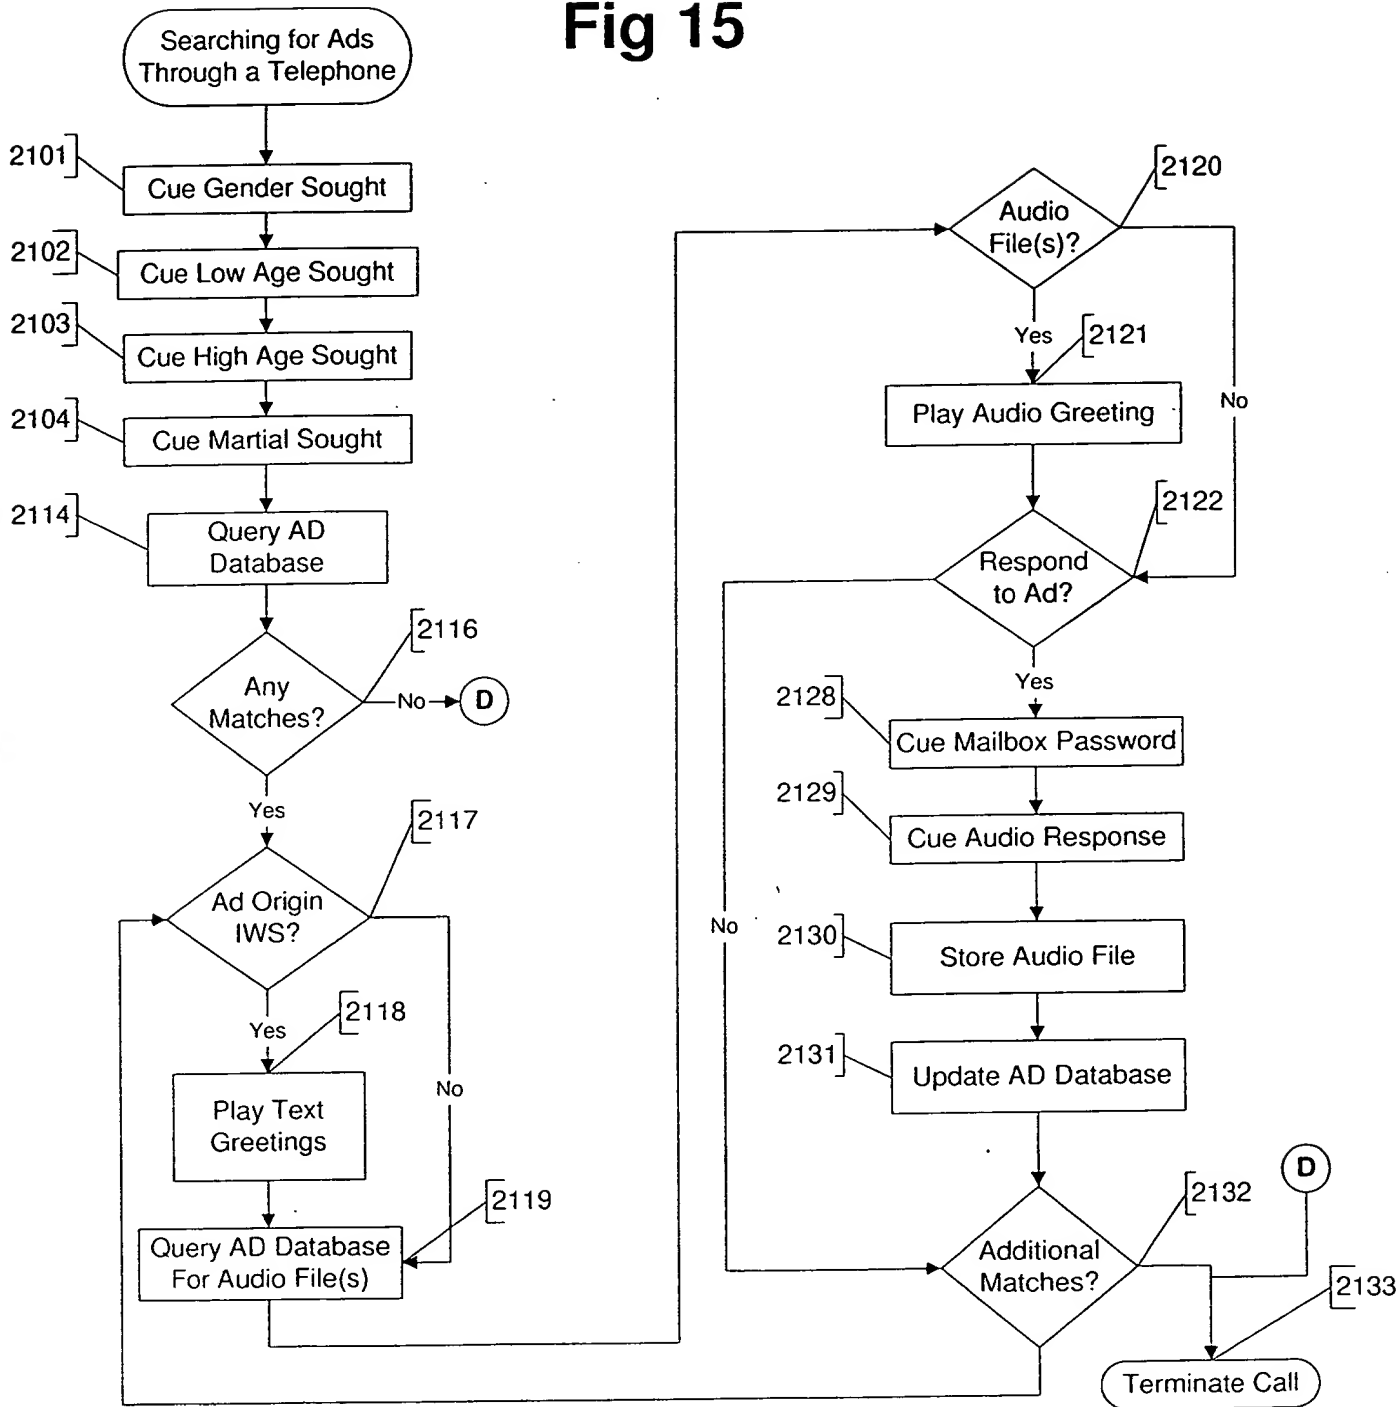 Fig 15
Searching for Ads
Through a Telephone
2101
Cue Gender Sought
2102
Cue Low Age Sought
2103
Cue High Age Sought
2104
Cue Martial Sought
2114
Query AD
Database
2116
Any
Matches?
No
D
Yes
2117
Ad Origin
IWS?
Yes
2118
No
Play Text
Greetings
2119
Query AD Database
For Audio File(s)
2120
Audio
File(s)?
Yes
2121
No
Play Audio Greeting
2122
Respond
to Ad?
Yes
2128
Cue Mailbox Password
2129
Cue Audio Response
No
2130
Store Audio File
2131
Update AD Database
D
2132
Additional
Matches?
2133
Terminate Call